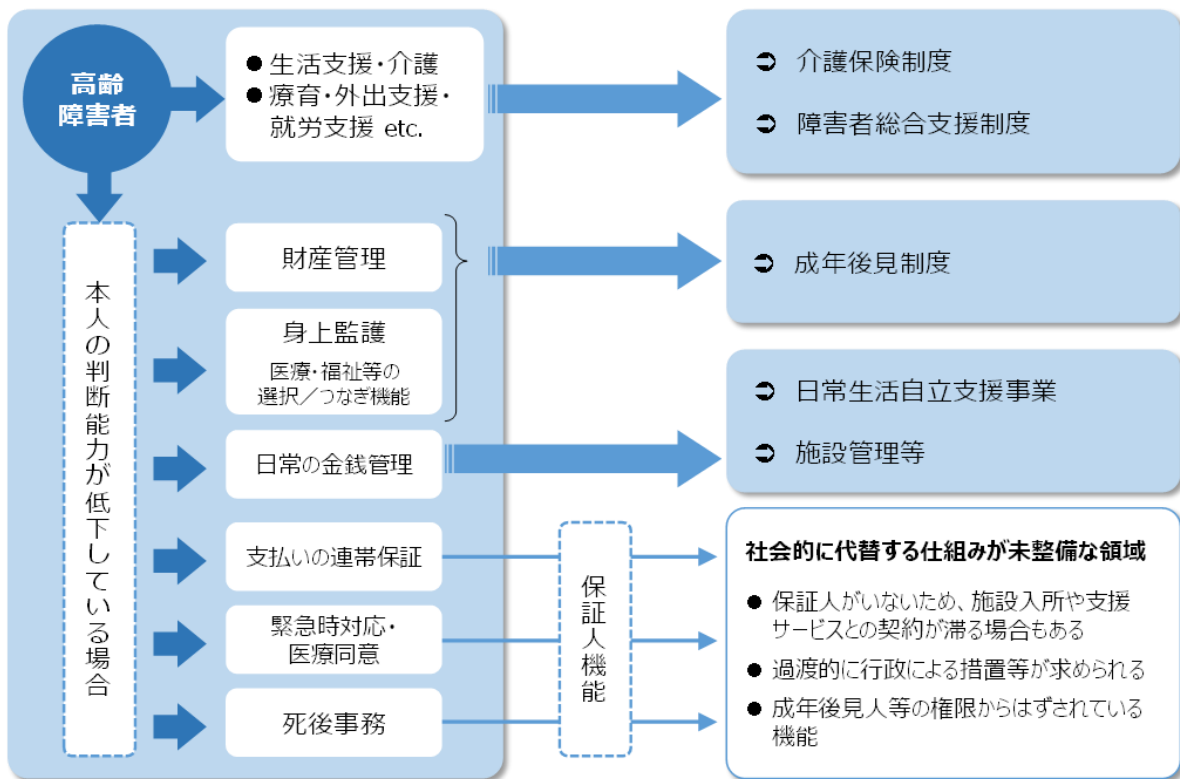 高齢
障害者
● 生活支援・介護
● 療育・外出支援・
就労支援 etc.
➲ 介護保険制度
➲ 障害者総合支援制度
本人の判断能力が低下している場合
財産管理
身上監護
医療・福祉等の
選択／つなぎ機能
➲ 成年後見制度
日常の金銭管理
➲ 日常生活自立支援事業
➲ 施設管理等
支払いの連帯保証
緊急時対応・
医療同意
死後事務
保証人機能
社会的に代替する仕組みが未整備な領域
● 保証人がいないため、施設入所や支援
サービスとの契約が滞る場合もある
● 過渡的に行政による措置等が求められる
● 成年後見人等の権限からはずされている
機能